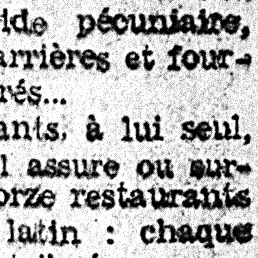 ide pécuniaire,
arrières et four-
rés...
ants, à lui seul,
l assure ou sur-
orze restaurants
latin : chaque